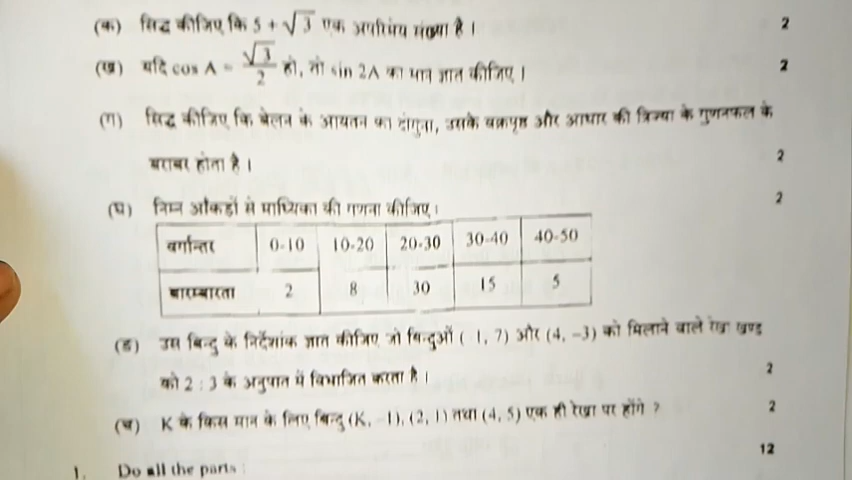 (क) सिद्ध कीजिए कि 5 + √3 एक अपरिमेय संख्या है । 2
(ख) यदि cos A = √3/2 हो, तो sin 2A का मान ज्ञात कीजिए । 2
(ग) सिद्ध कीजिए कि बेलन के आयतन का दोगुना, उसके वक्रपृष्ठ और आधार की त्रिज्या के गुणनफल के
बराबर होता है । 2
(घ) निम्न आँकड़ों से माध्यिका की गणना कीजिए । 2
वर्गान्तर 0-10 10-20 20-30 30-40 40-50
बारम्बारता 2 8 30 15 5
(ङ) उस बिन्दु के निर्देशांक ज्ञात कीजिए जो बिन्दुओं ( 1, 7) और (4, −3) को मिलाने वाले रेखा खण्ड
को 2 : 3 के अनुपात में विभाजित करता है । 2
(च) K के किस मान के लिए बिन्दु (K, −1), (2, 1) तथा (4, 5) एक ही रेखा पर होंगे ? 2
1. Do all the parts : 12